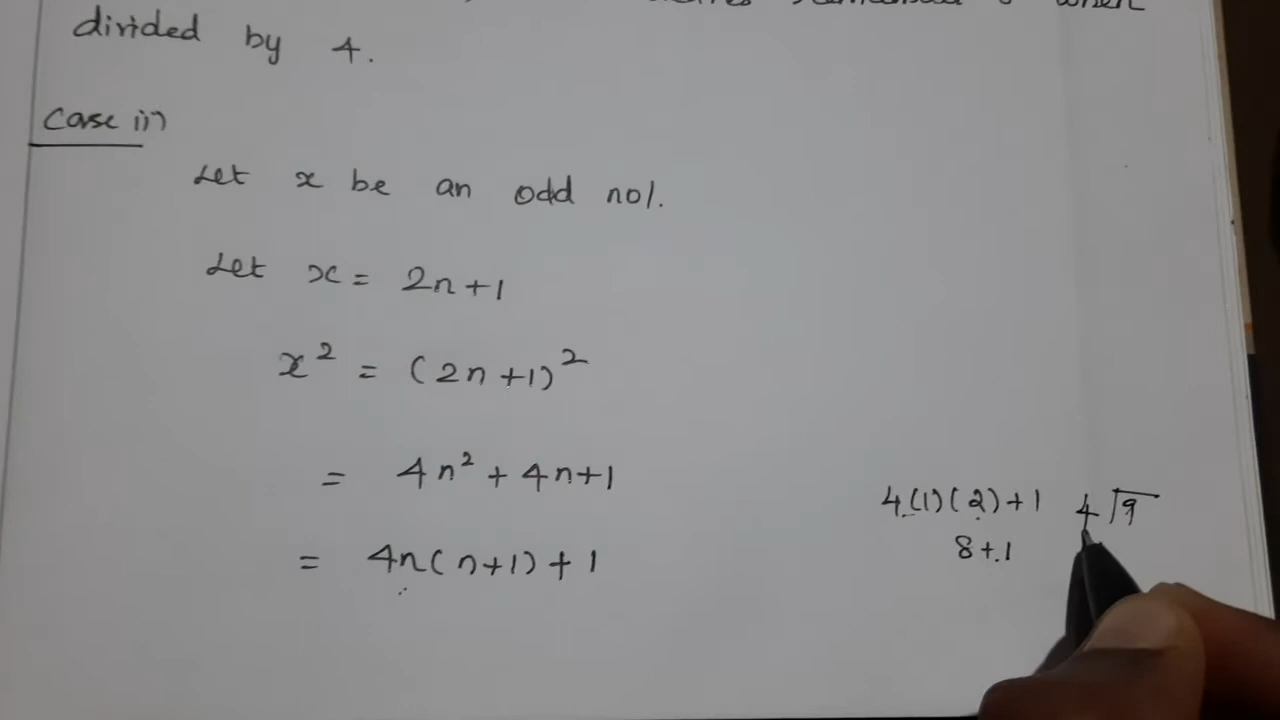 when
divided by 4.
Case ii)
Let x be an odd no/.
Let x = 2n+1
x² = (2n+1)²
= 4n² + 4n+1
= 4n(n+1) + 1
4(1)(2)+1
8+1
4 9